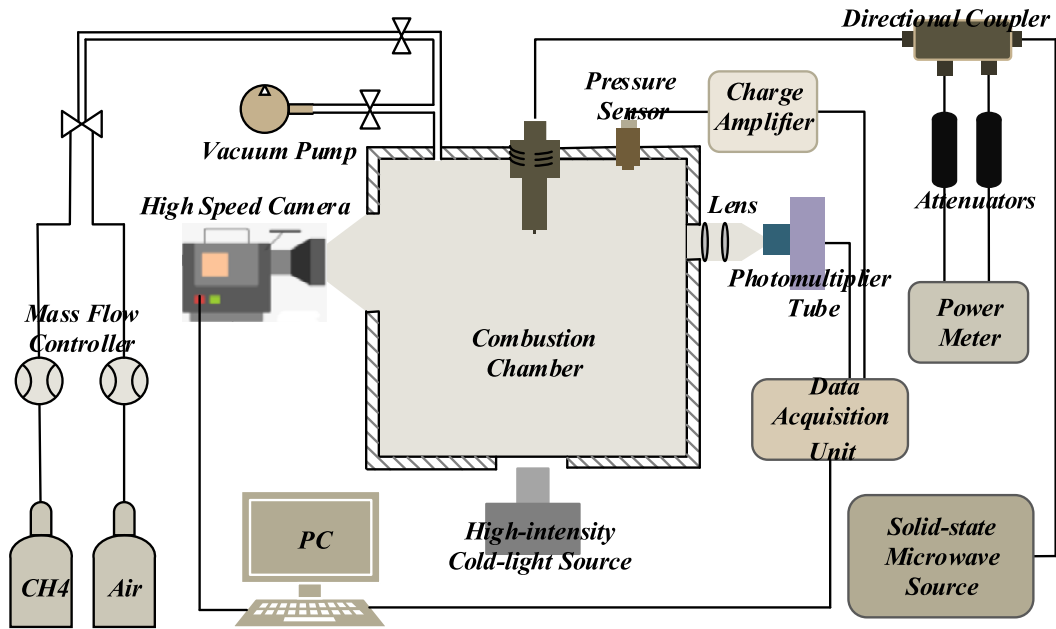 Directional Coupler
Pressure
Sensor
Charge
Amplifier
Vacuum Pump
High Speed Camera
Lens
Attenuators
Photomultiplier
Tube
Power
Meter
Mass Flow
Controller
Combustion
Chamber
Data
Acquisition
Unit
PC
High-intensity
Cold-light Source
Solid-state
Microwave
Source
CH4
Air